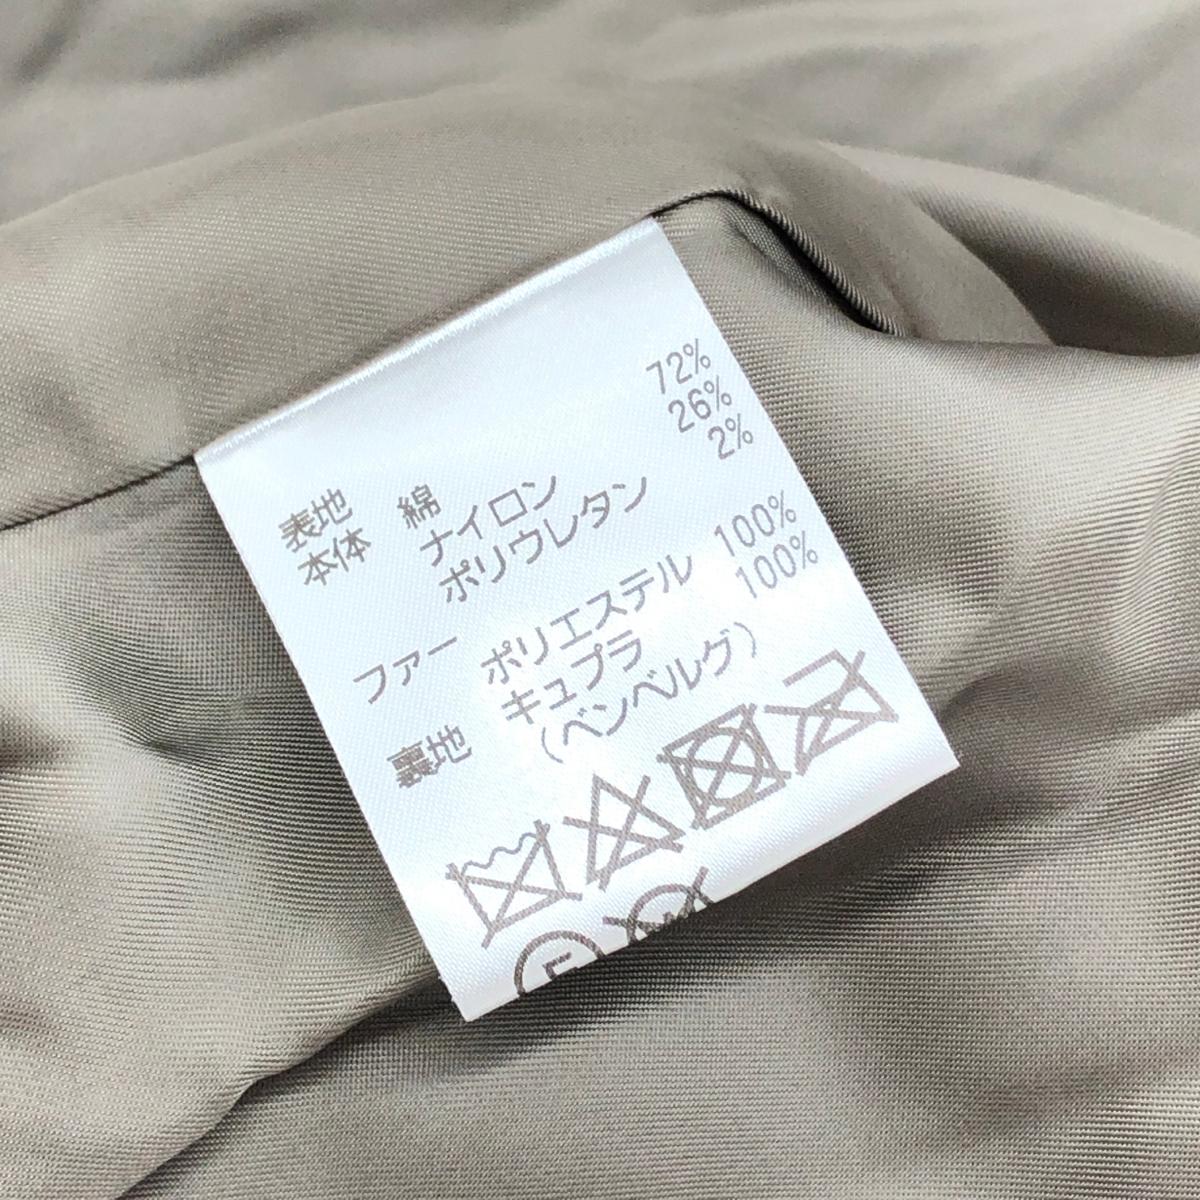 表地 綿 72%
本体 ナイロン 26%
ポリウレタン 2%
ファー ポリエステル 100%
裏地 キュプラ 100%
(ベンベルグ)